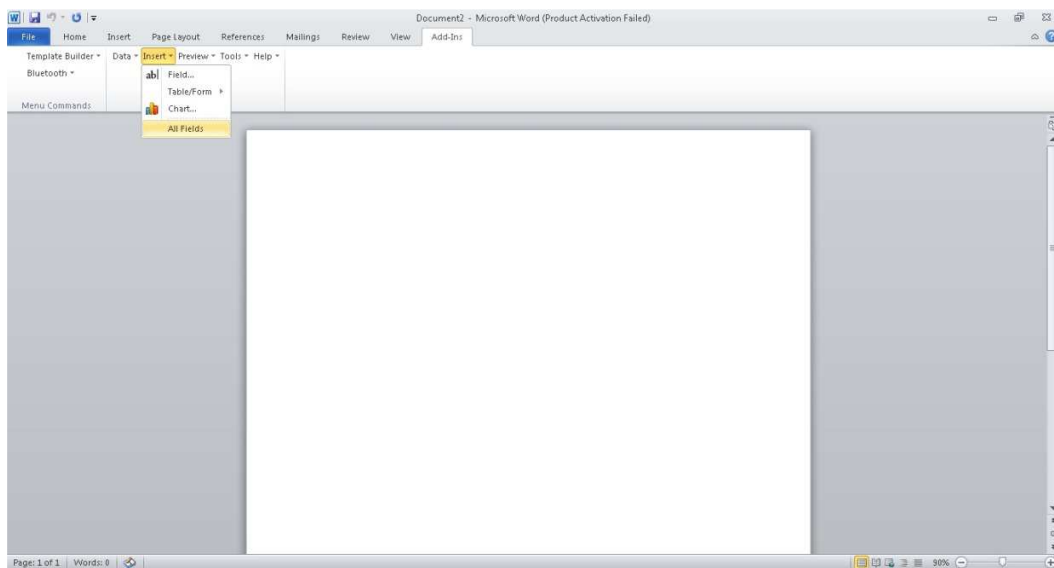 Document2 - Microsoft Word (Product Activation Failed)
File Home Insert Page Layout References Mailings Review View Add-Ins
Template Builder Data Insert Preview Tools Help
Bluetooth
Field...
Table/Form
Chart...
Menu Commands
All Fields
Page: 1 of 1 Words: 0 90%